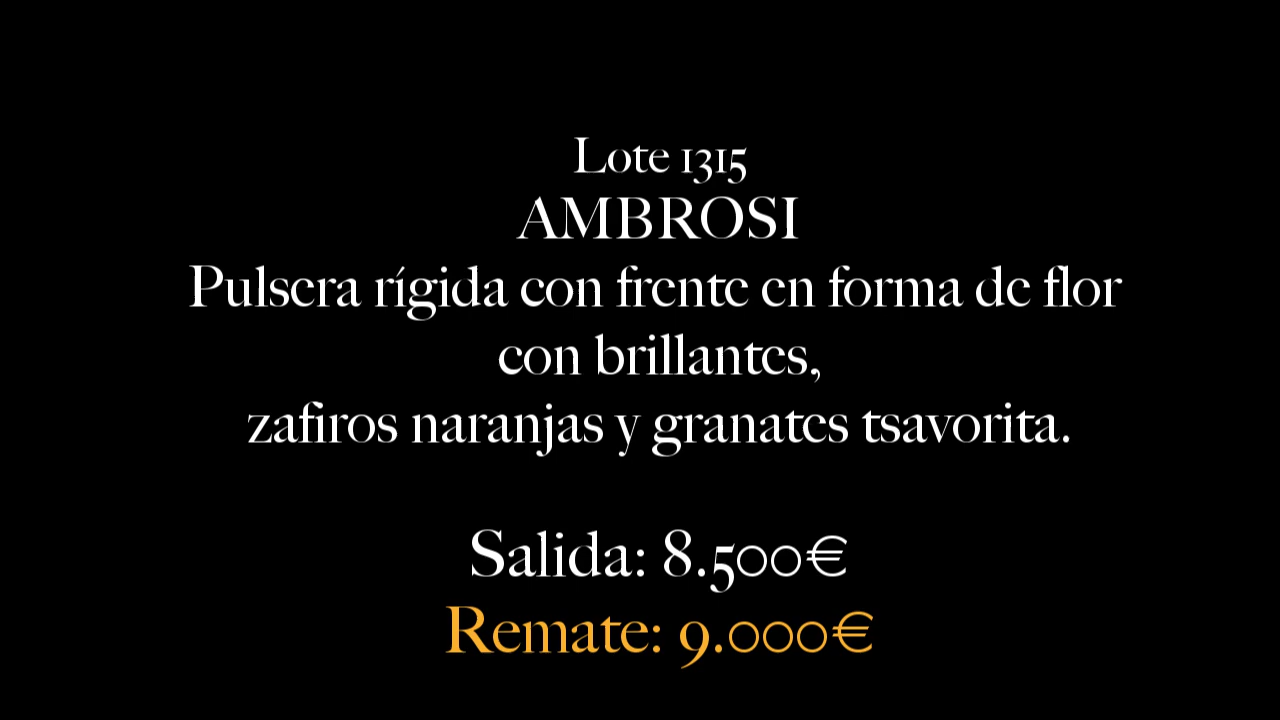 Lote 1315
AMBROSI
Pulsera rígida con frente en forma de flor
con brillantes,
zafiros naranjas y granates tsavorita.
Salida: 8.500€
Remate: 9.000€